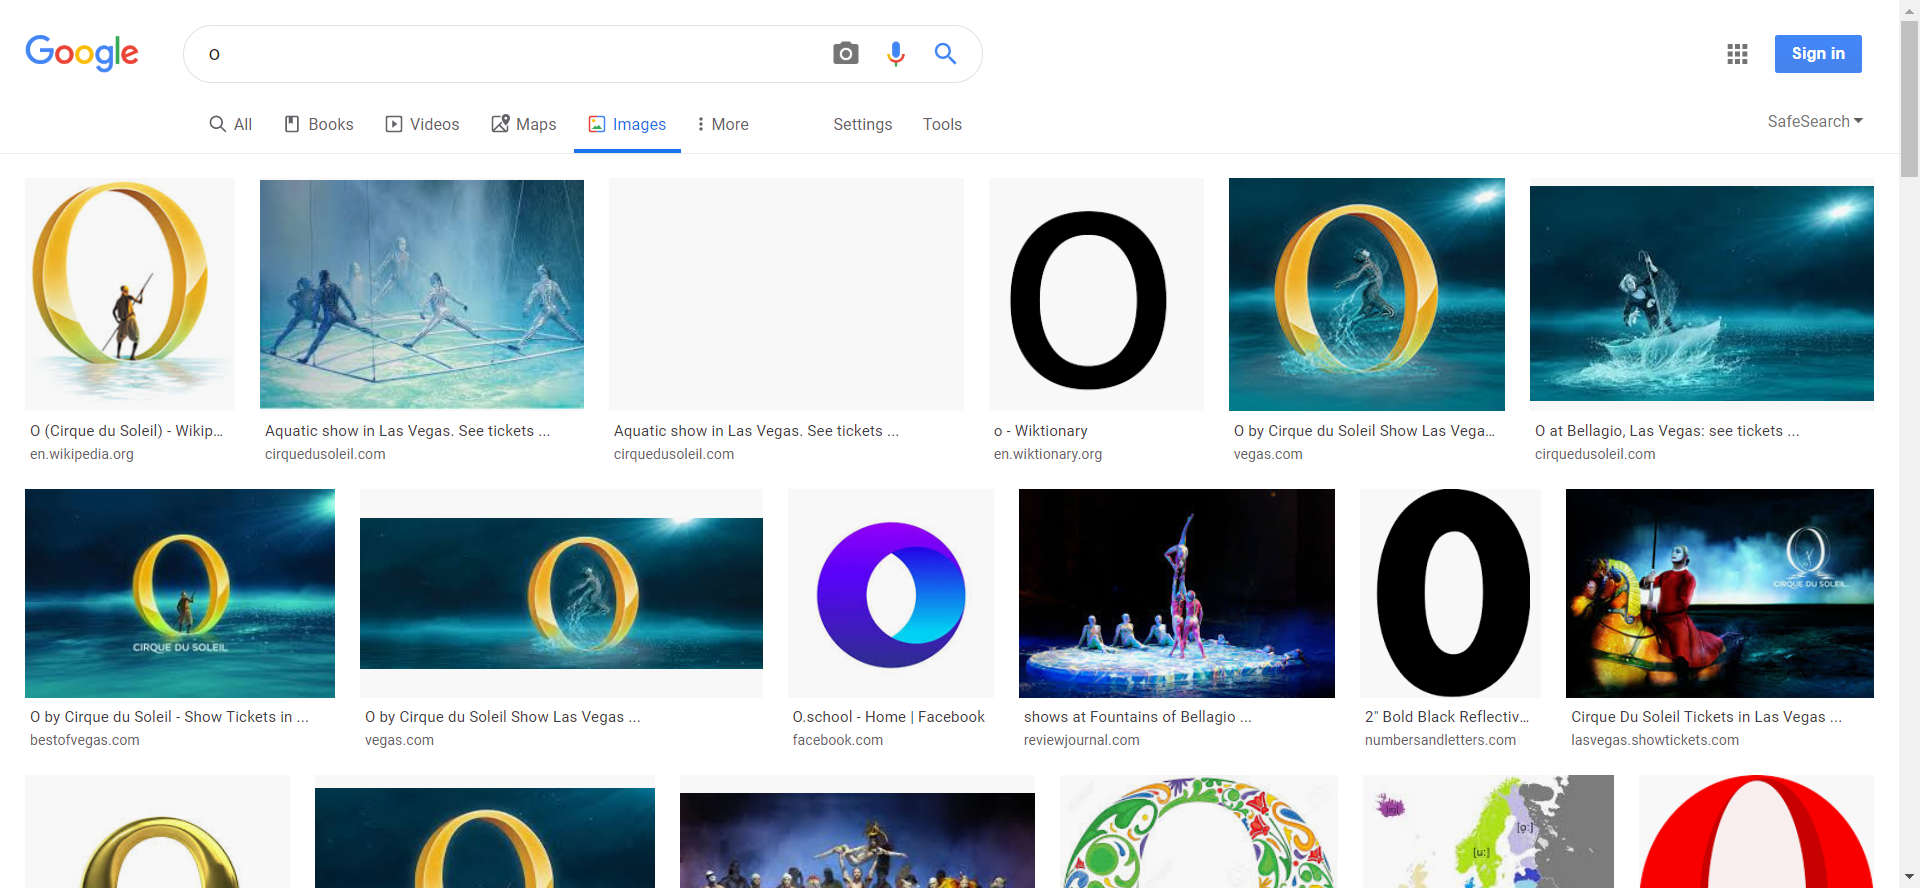 Google
o
Sign in
All
Books
Videos
Maps
Images
More
Settings
Tools
SafeSearch
O (Cirque du Soleil) - Wikip...
en.wikipedia.org
Aquatic show in Las Vegas. See tickets ...
cirquedusoleil.com
Aquatic show in Las Vegas. See tickets ...
cirquedusoleil.com
O
o - Wiktionary
en.wiktionary.org
O by Cirque du Soleil Show Las Vega...
vegas.com
O at Bellagio, Las Vegas: see tickets ...
cirquedusoleil.com
CIRQUE DU SOLEIL
O by Cirque du Soleil - Show Tickets in ...
bestofvegas.com
O by Cirque du Soleil Show Las Vegas ...
vegas.com
O.school - Home | Facebook
facebook.com
shows at Fountains of Bellagio ...
reviewjournal.com
O
2" Bold Black Reflectiv...
numbersandletters.com
CIRQUE DU SOLEIL
Cirque Du Soleil Tickets in Las Vegas ...
lasvegas.showtickets.com
[u:]